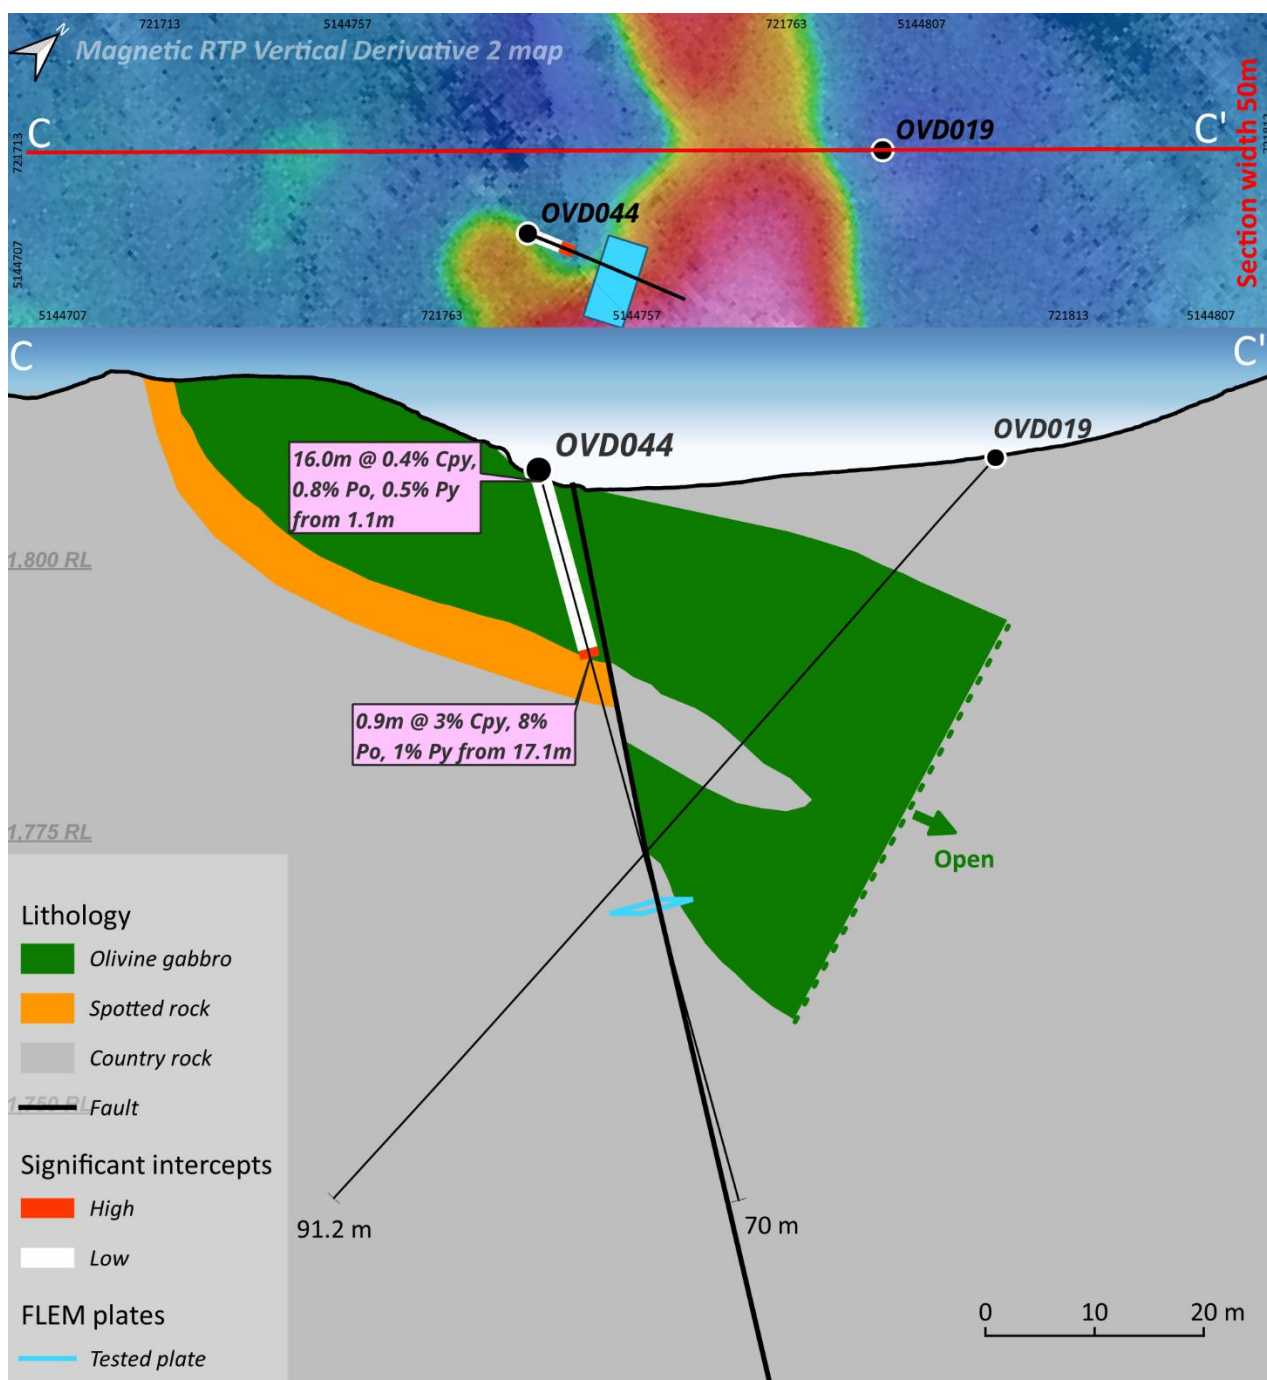 721713
5144757
721763
5144807
N
Magnetic RTP Vertical Derivative 2 map
C
C'
OVD019
721713
Section width 50m
OVD044
5144707
5144707
721763
5144757
721813
5144807
C
C'
OVD044
OVD019
16.0m @ 0.4% Cpy,
0.8% Po, 0.5% Py
from 1.1m
1.800 RL
0.9m @ 3% Cpy, 8%
Po, 1% Py from 17.1m
1.775 RL
Open
Lithology
Olivine gabbro
Spotted rock
Country rock
1.750 RL
Fault
Significant intercepts
High
Low
91.2 m
70 m
FLEM plates
Tested plate
0 10 20 m